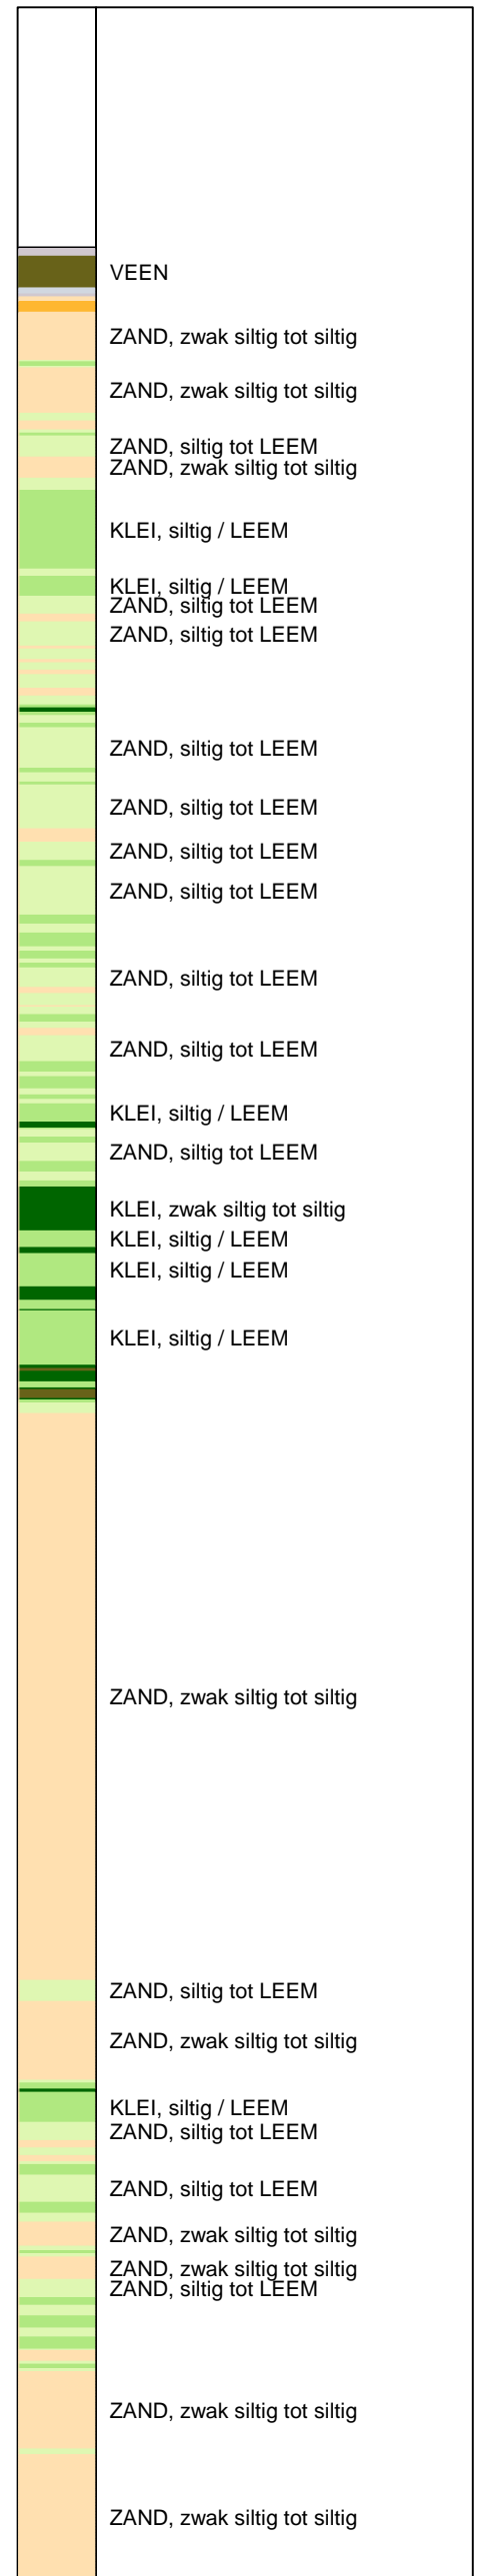 VEEN
ZAND, zwak siltig tot siltig
ZAND, zwak siltig tot siltig
ZAND, siltig tot LEEM
ZAND, zwak siltig tot siltig
KLEI, siltig / LEEM
KLEI, siltig / LEEM
ZAND, siltig tot LEEM
ZAND, siltig tot LEEM
ZAND, siltig tot LEEM
ZAND, siltig tot LEEM
ZAND, siltig tot LEEM
ZAND, siltig tot LEEM
ZAND, siltig tot LEEM
ZAND, siltig tot LEEM
KLEI, siltig / LEEM
ZAND, siltig tot LEEM
KLEI, zwak siltig tot siltig
KLEI, siltig / LEEM
KLEI, siltig / LEEM
KLEI, siltig / LEEM
ZAND, zwak siltig tot siltig
ZAND, siltig tot LEEM
ZAND, zwak siltig tot siltig
KLEI, siltig / LEEM
ZAND, siltig tot LEEM
ZAND, siltig tot LEEM
ZAND, zwak siltig tot siltig
ZAND, zwak siltig tot siltig
ZAND, siltig tot LEEM
ZAND, zwak siltig tot siltig
ZAND, zwak siltig tot siltig